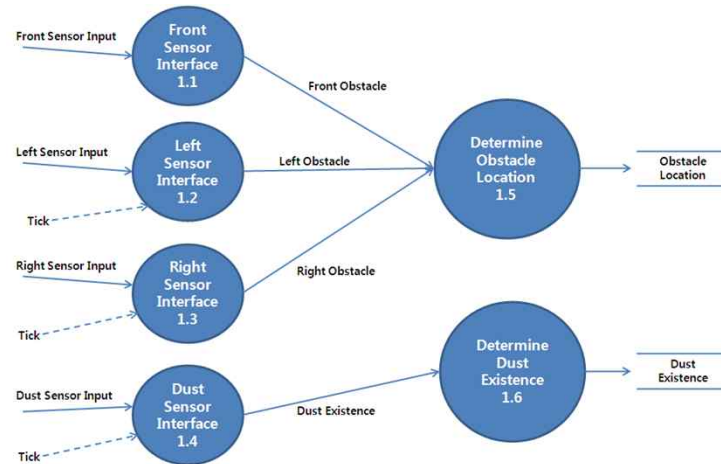 Front Sensor Input
Front
Sensor
Interface
1.1
Front Obstacle
Left Sensor Input
Left
Sensor
Interface
1.2
Left Obstacle
Tick
Determine
Obstacle
Location
1.5
Obstacle
Location
Right Sensor Input
Right
Sensor
Interface
1.3
Right Obstacle
Tick
Dust Sensor Input
Dust
Sensor
Interface
1.4
Dust Existence
Tick
Determine
Dust
Existence
1.6
Dust
Existence